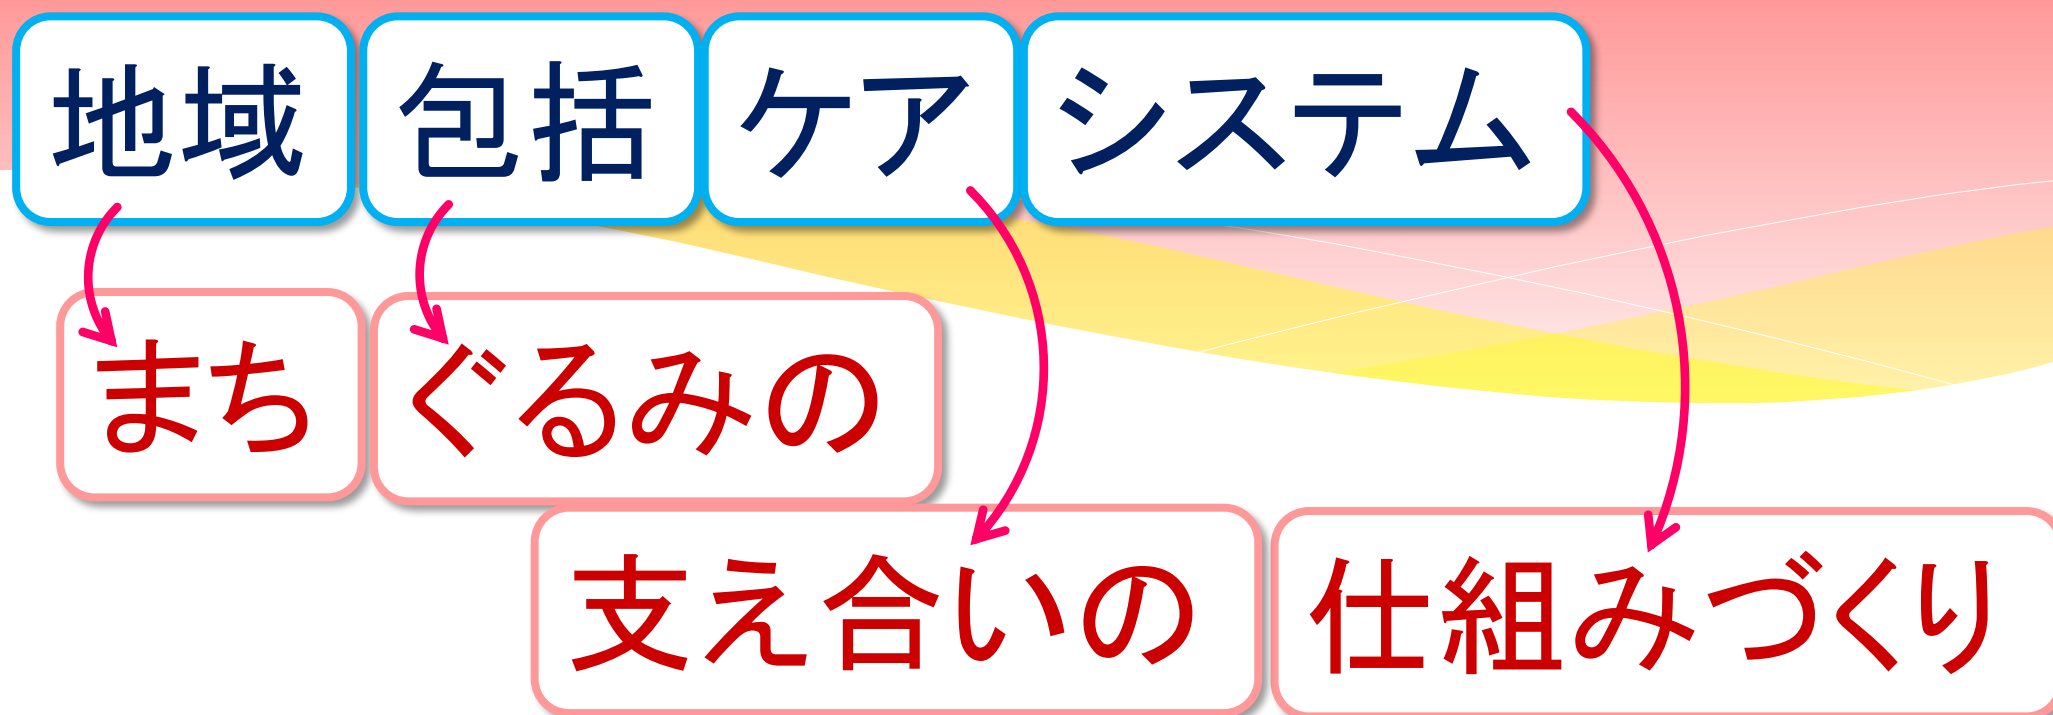 地域包括ケアシステム
まちぐるみの
支え合いの仕組みづくり